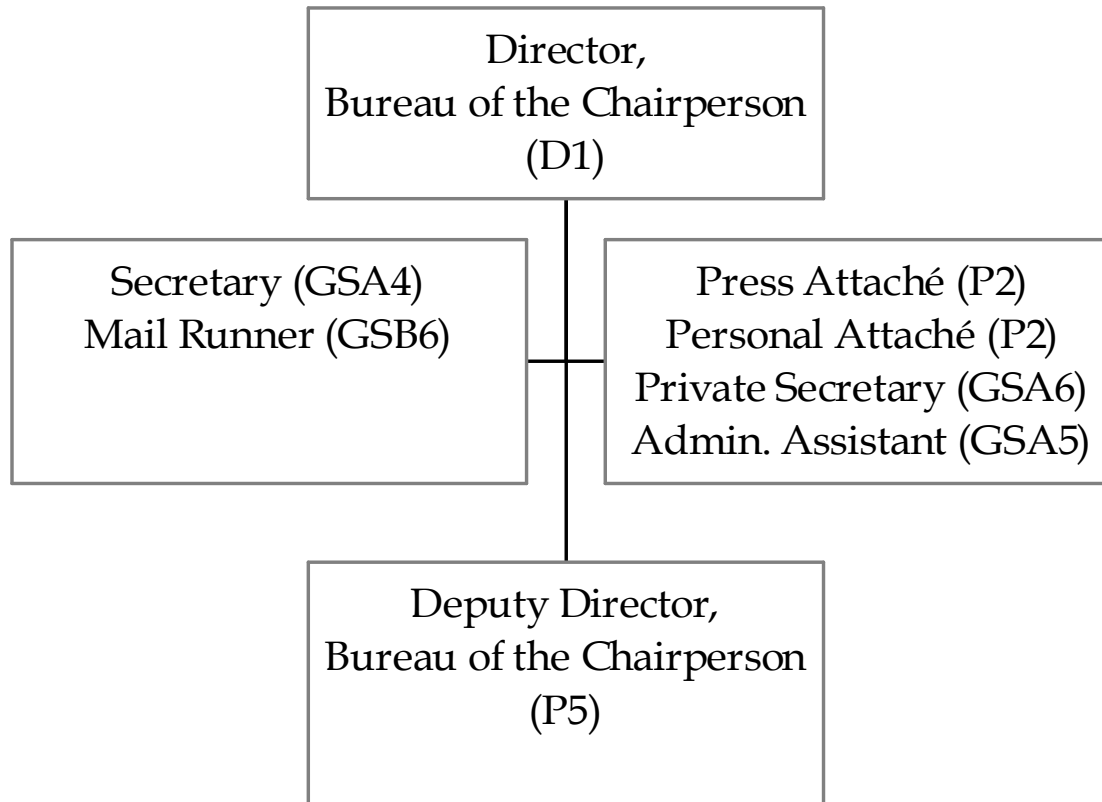 Director,
Bureau of the Chairperson
(D1)
Secretary (GSA4)
Mail Runner (GSB6)
Press Attaché (P2)
Personal Attaché (P2)
Private Secretary (GSA6)
Admin. Assistant (GSA5)
Deputy Director,
Bureau of the Chairperson
(P5)